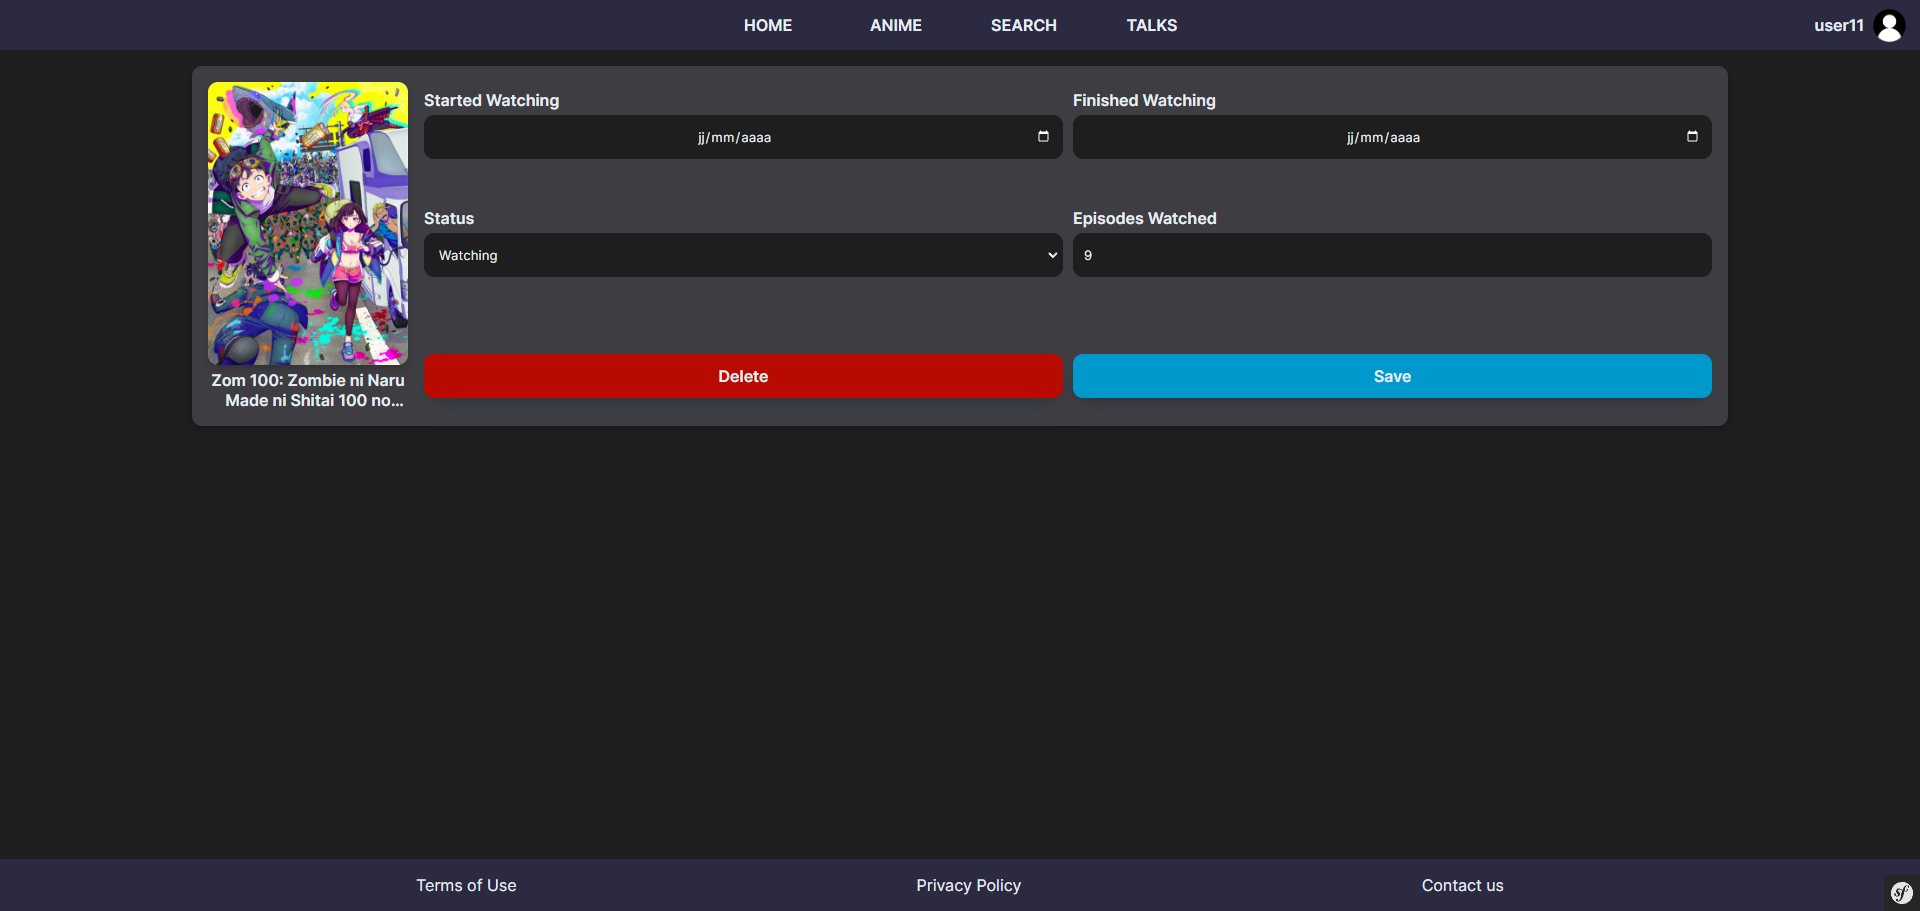 HOME
ANIME
SEARCH
TALKS
user11
Started Watching
Finished Watching
jj/mm/aaaa
jj/mm/aaaa
Status
Episodes Watched
Watching
9
Delete
Save
Zom 100: Zombie ni Naru
Made ni Shitai 100 no...
Terms of Use
Privacy Policy
Contact us
sf